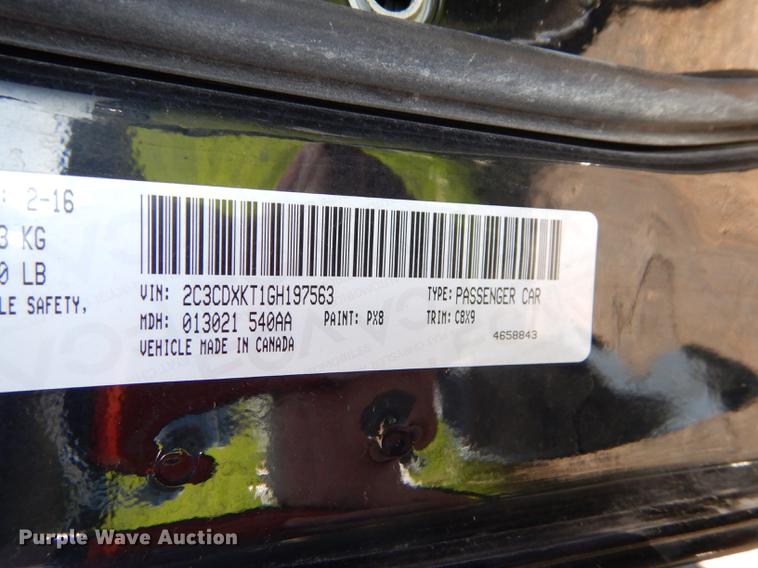 : 2-16
3 KG
0 LB
LE SAFETY,
VIN: 2C3CDXKT1GH197563 TYPE: PASSENGER CAR
MDH: 013021 540AA PAINT: PX8 TRIM: C8X9
VEHICLE MADE IN CANADA 4658843
Purple Wave Auction